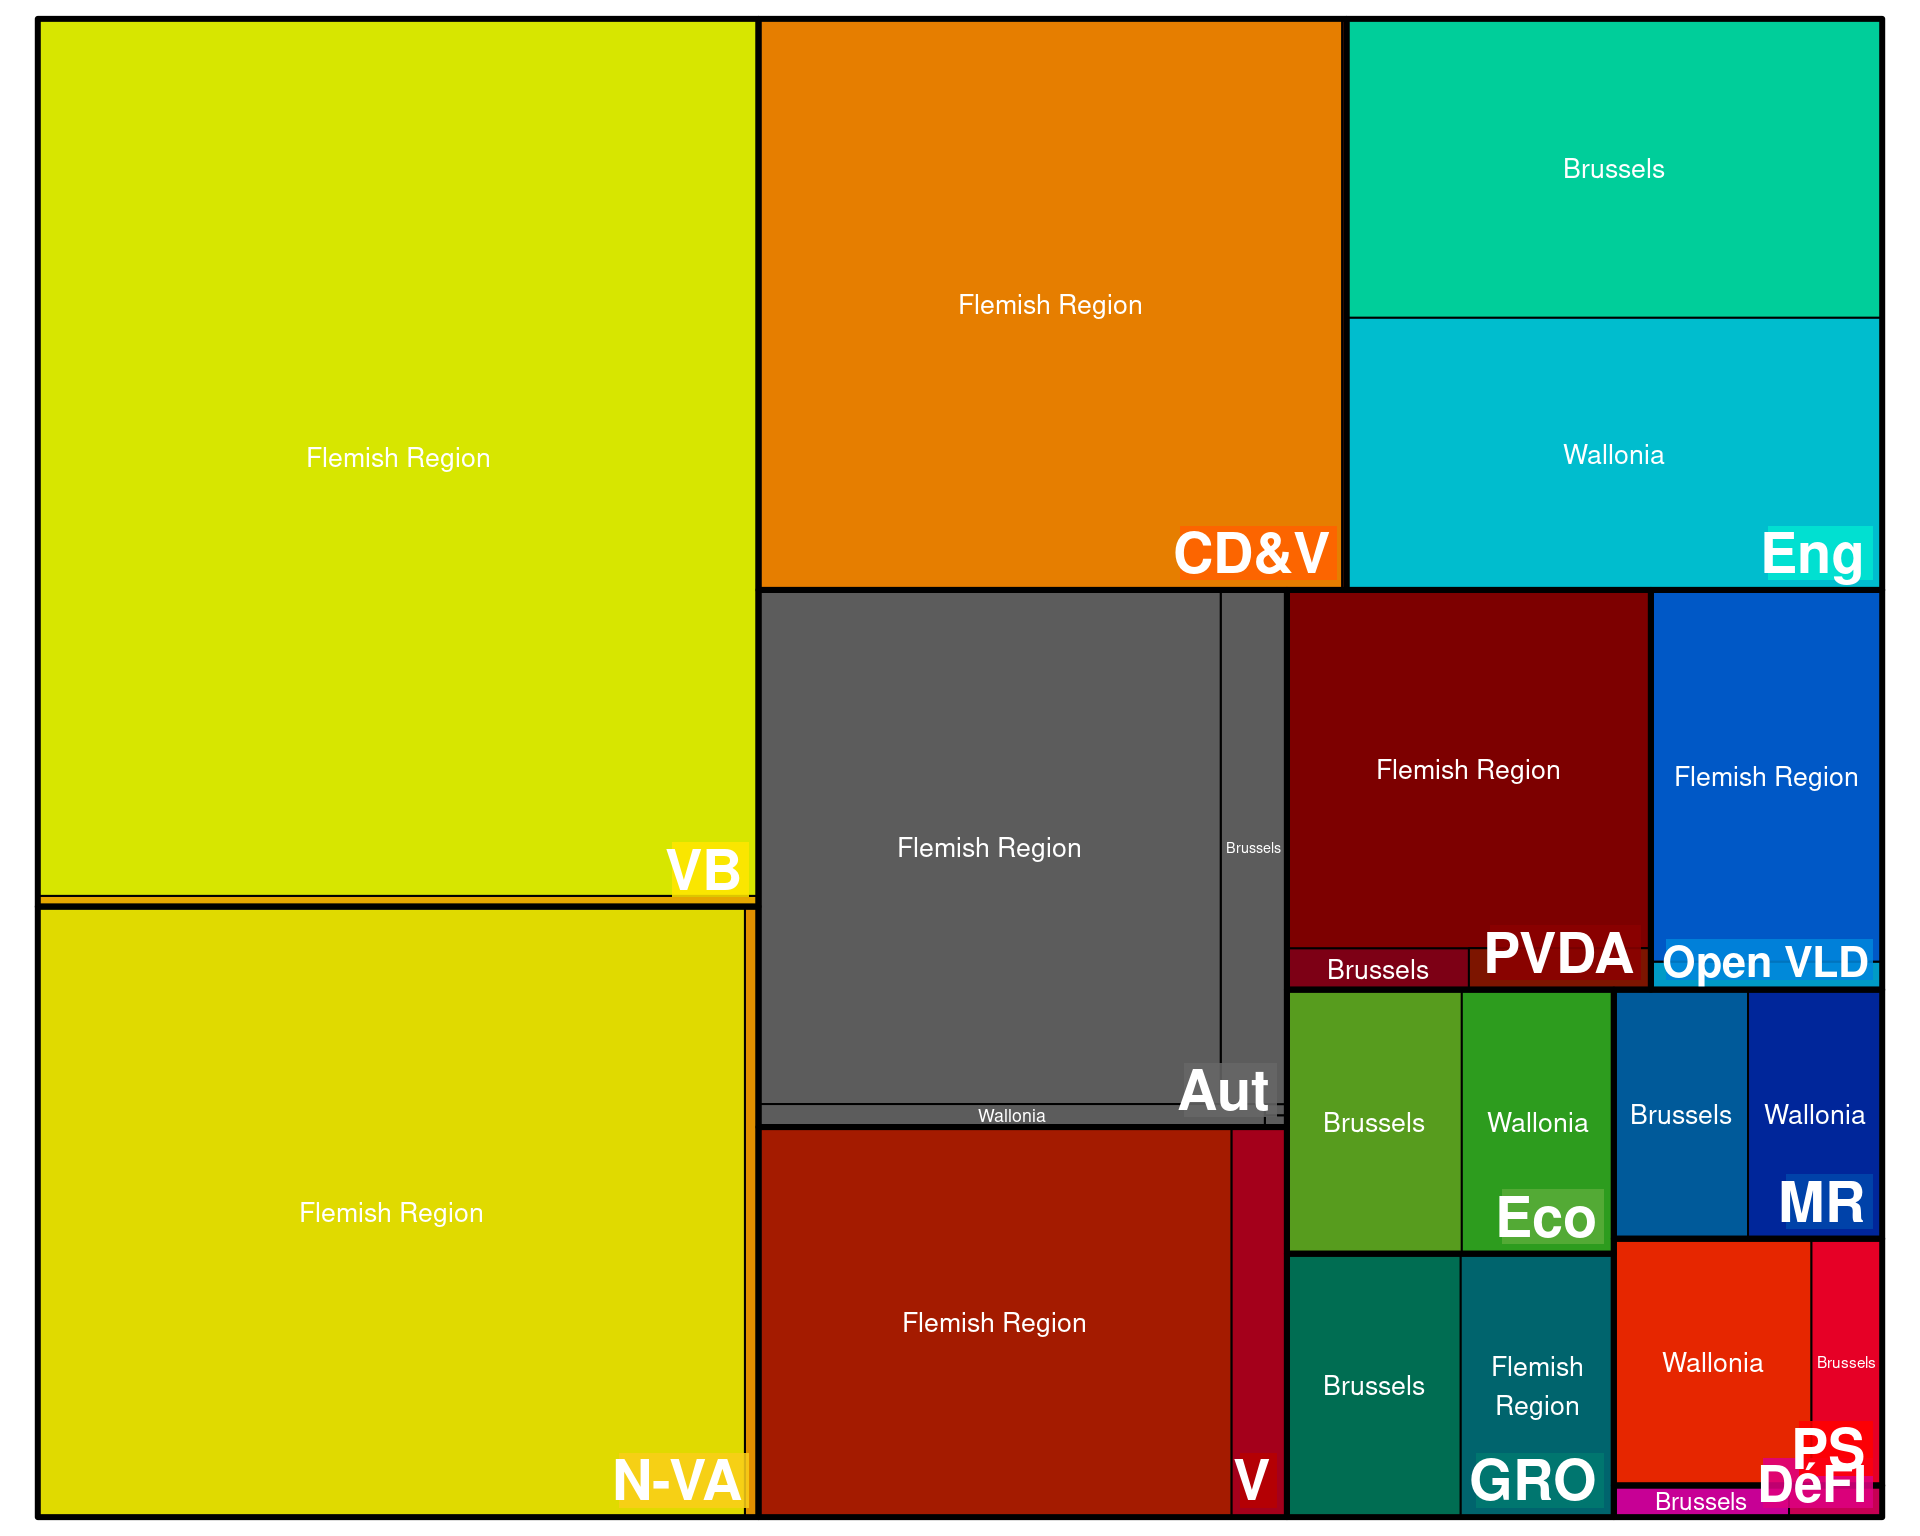 Flemish Region
VB
Flemish Region
N-VA
Flemish Region
CD&V
Brussels
Wallonia
Eng
Flemish Region
Brussels
Wallonia
Aut
Flemish Region
V
Flemish Region
Brussels
PVDA
Flemish Region
Open VLD
Brussels
Wallonia
Eco
Brussels
Wallonia
MR
Brussels
Flemish
Region
GRO
Wallonia
Brussels
PS
Brussels
DéFI